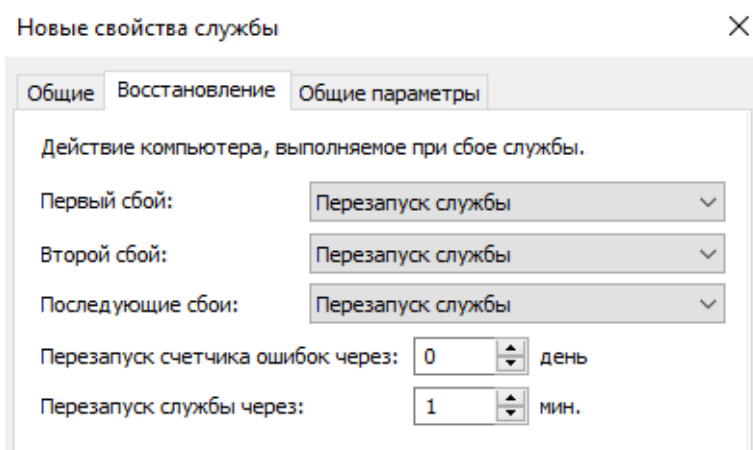 Новые свойства службы
Общие Восстановление Общие параметры
Действие компьютера, выполняемое при сбое службы.
Первый сбой: Перезапуск службы
Второй сбой: Перезапуск службы
Последующие сбои: Перезапуск службы
Перезапуск счетчика ошибок через: 0 день
Перезапуск службы через: 1 мин.